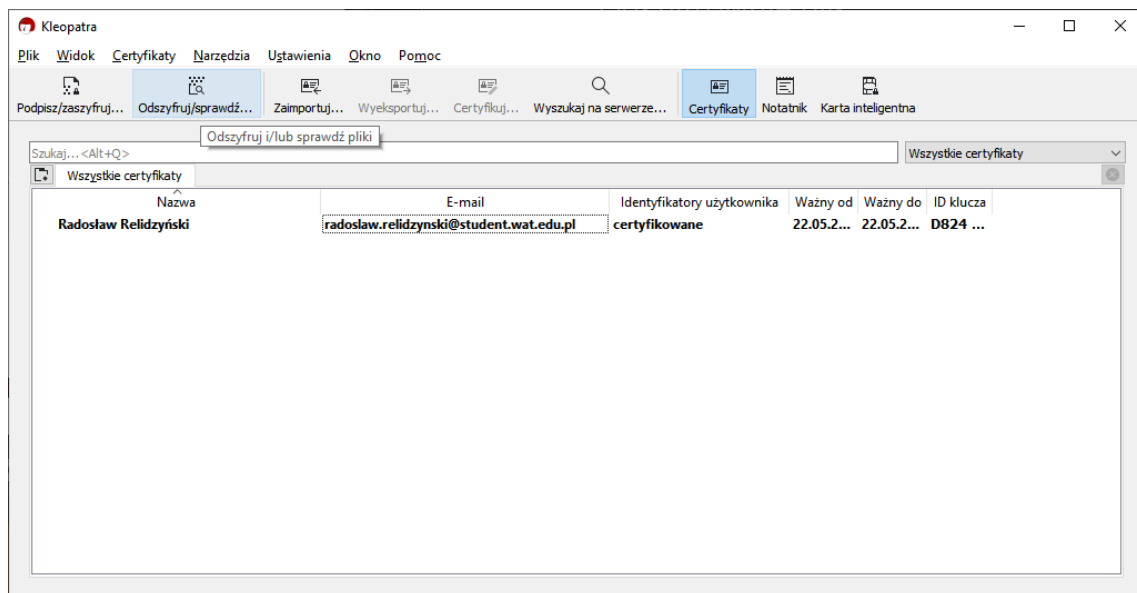 Kleopatra
Plik Widok Certyfikaty Narzędzia Ustawienia Okno Pomoc
Podpisz/zaszyfruj... Odszyfruj/sprawdź... Zaimportuj... Wyeksportuj... Certyfikuj... Wyszukaj na serwerze... Certyfikaty Notatnik Karta inteligentna
Odszyfruj i/lub sprawdź pliki
Szukaj...<Alt+Q> Wszystkie certyfikaty
Wszystkie certyfikaty
Nazwa E-mail Identyfikatory użytkownika Ważny od Ważny do ID klucza
Radosław Relidzyński radoslaw.relidzynski@student.wat.edu.pl certyfikowane 22.05.2... 22.05.2... D824 ...